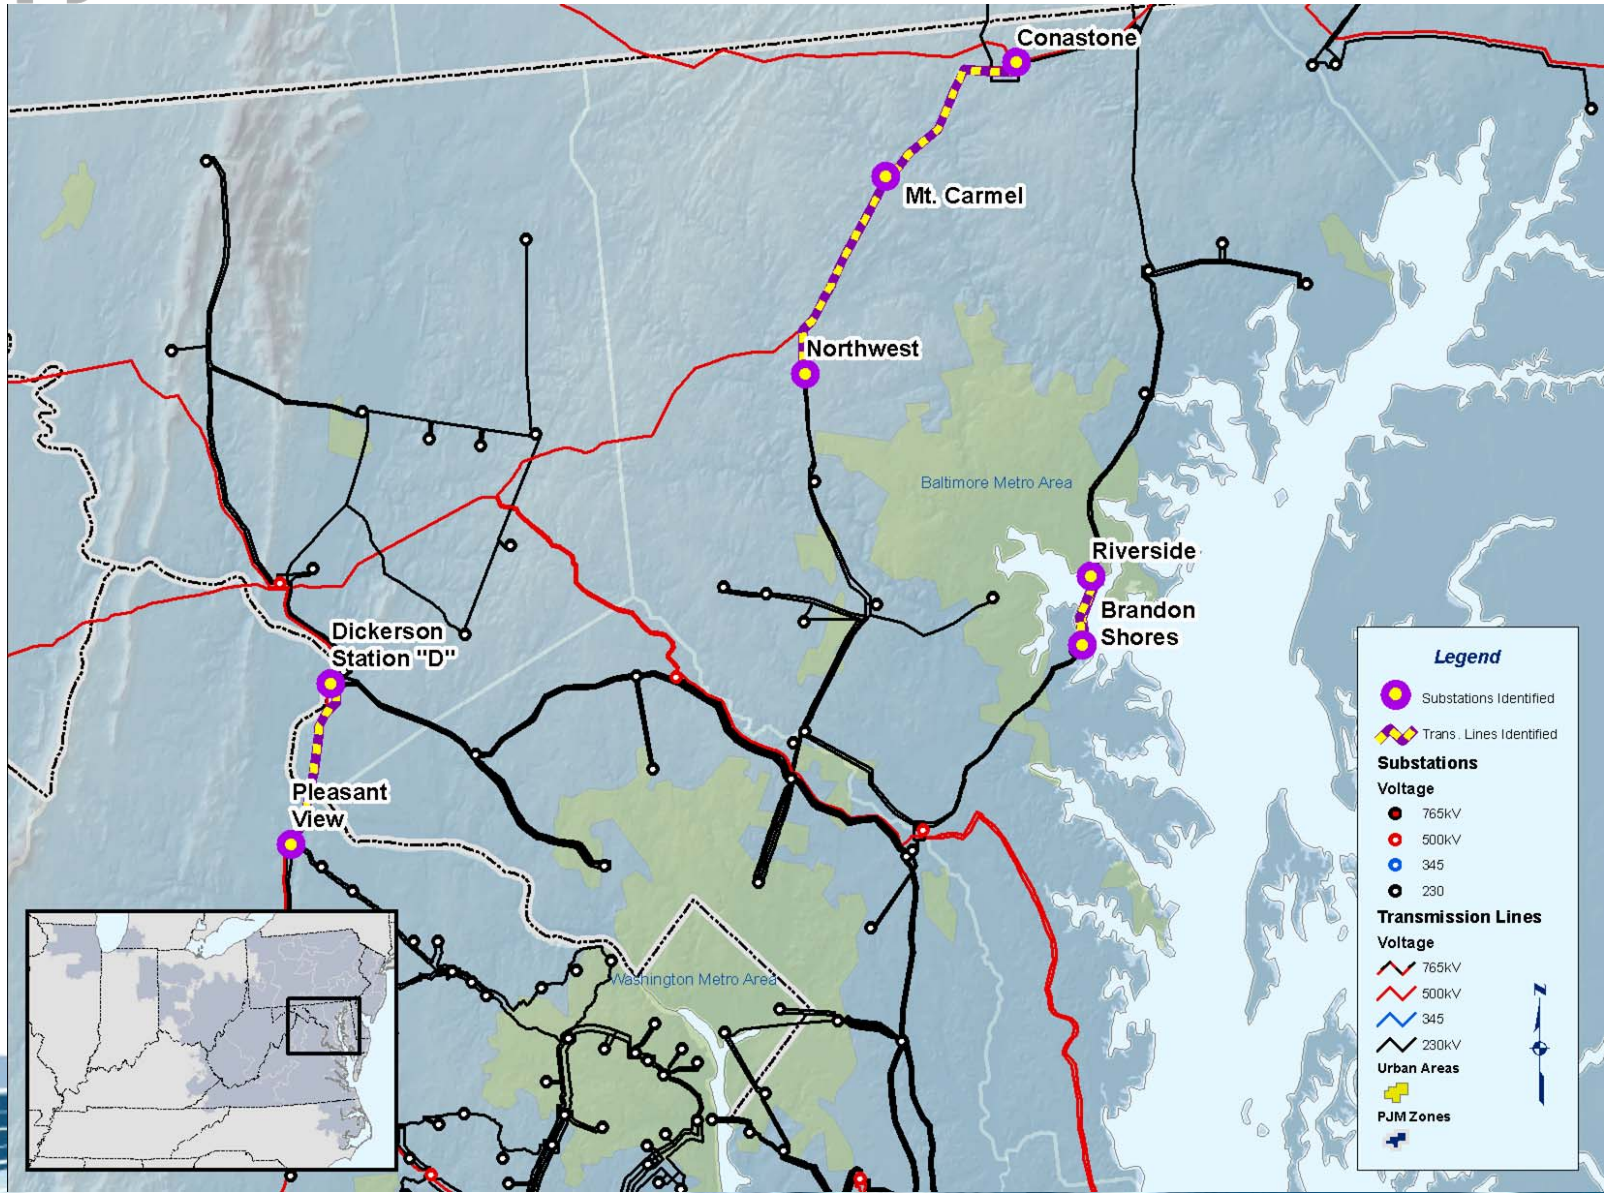 Conastone
Mt. Carmel
Northwest
Baltimore Metro Area
Riverside
Brandon
Shores
Dickerson
Station "D"
Pleasant
View
Washington Metro Area
Legend
Substations Identified
Trans. Lines Identified
Substations
Voltage
765kV
500kV
345
230
Transmission Lines
Voltage
765kV
500kV
345
230kV
Urban Areas
PJM Zones
N